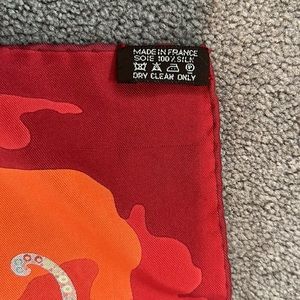 MADE IN FRANCE
SOIE 100% SILK
DRY CLEAN ONLY